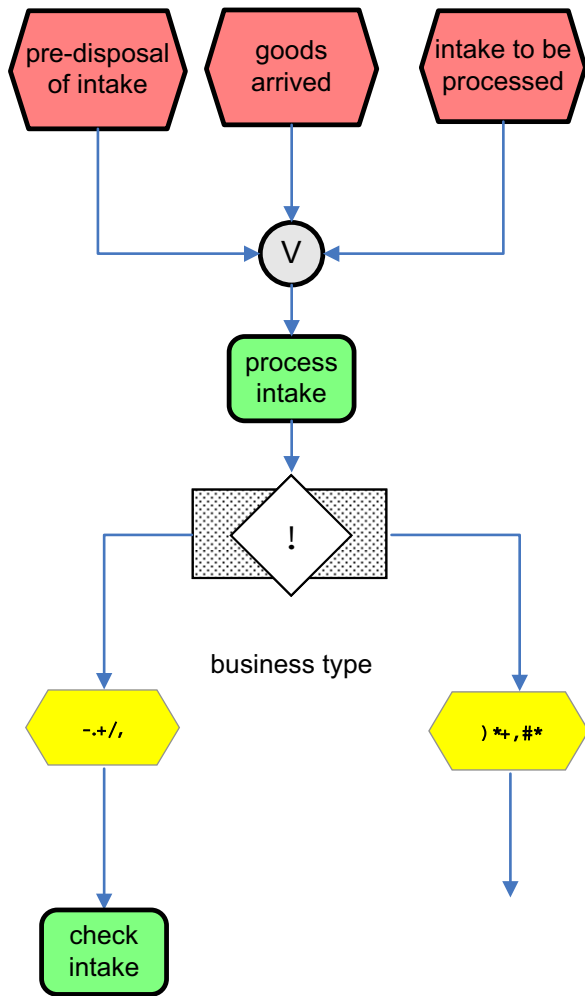 pre-disposal
of intake
goods
arrived
intake to be
processed
V
process
intake
!
business type
-.+/,
)*+,#*
check
intake